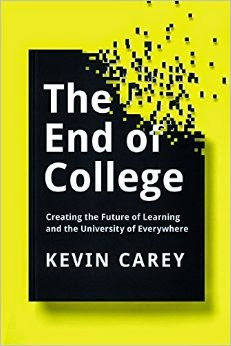 The
End of
College
Creating the Future of Learning
and the University of Everywhere
KEVIN CAREY